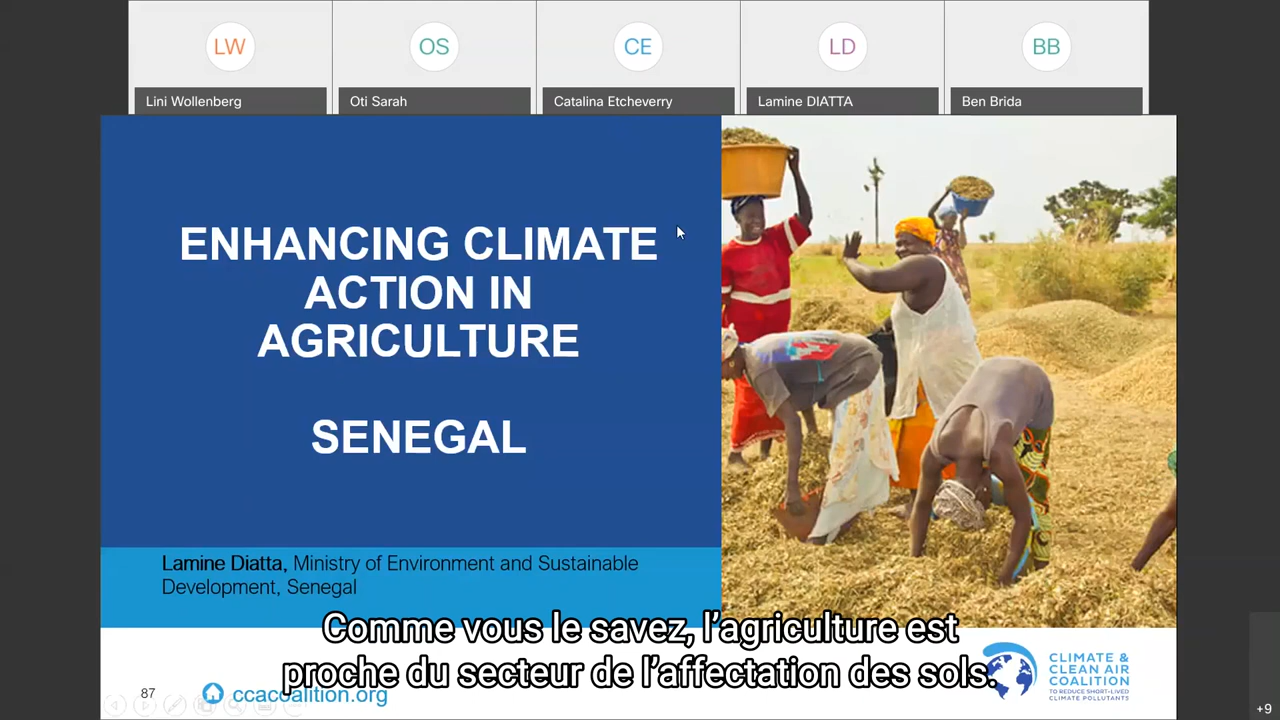 LW
OS
CE
LD
BB
Lini Wollenberg
Oti Sarah
Catalina Etcheverry
Lamine DIATTA
Ben Brida
ENHANCING CLIMATE
ACTION IN
AGRICULTURE
SENEGAL
Lamine Diatta, Ministry of Environment and Sustainable
Development, Senegal
Comme vous le savez, l’agriculture est
proche du secteur de l’affectation des sols.
87
ccacoalition.org
CLIMATE &
CLEAN AIR
COALITION
TO REDUCE SHORT-LIVED
CLIMATE POLLUTANTS
+9